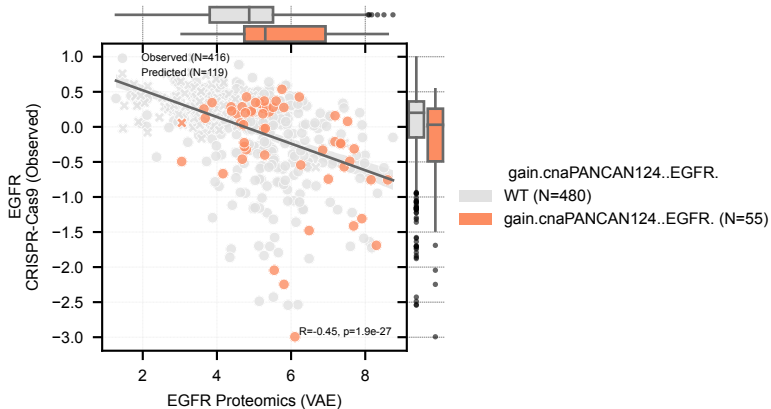 Observed (N=416)
Predicted (N=119)
1.0
0.5
0.0
−0.5
−1.0
−1.5
−2.0
−2.5
−3.0
EGFR
CRISPR-Cas9 (Observed)
R=-0.45, p=1.9e-27
2 4 6 8
EGFR Proteomics (VAE)
gain.cnaPANCAN124..EGFR.
WT (N=480)
gain.cnaPANCAN124..EGFR. (N=55)